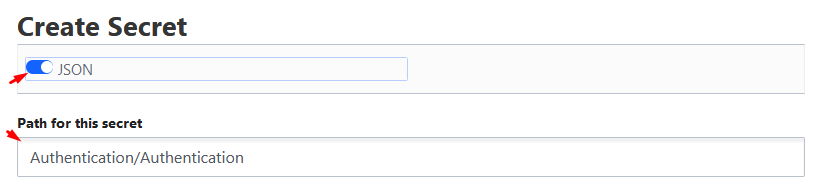 Create Secret
JSON
Path for this secret
Authentication/Authentication